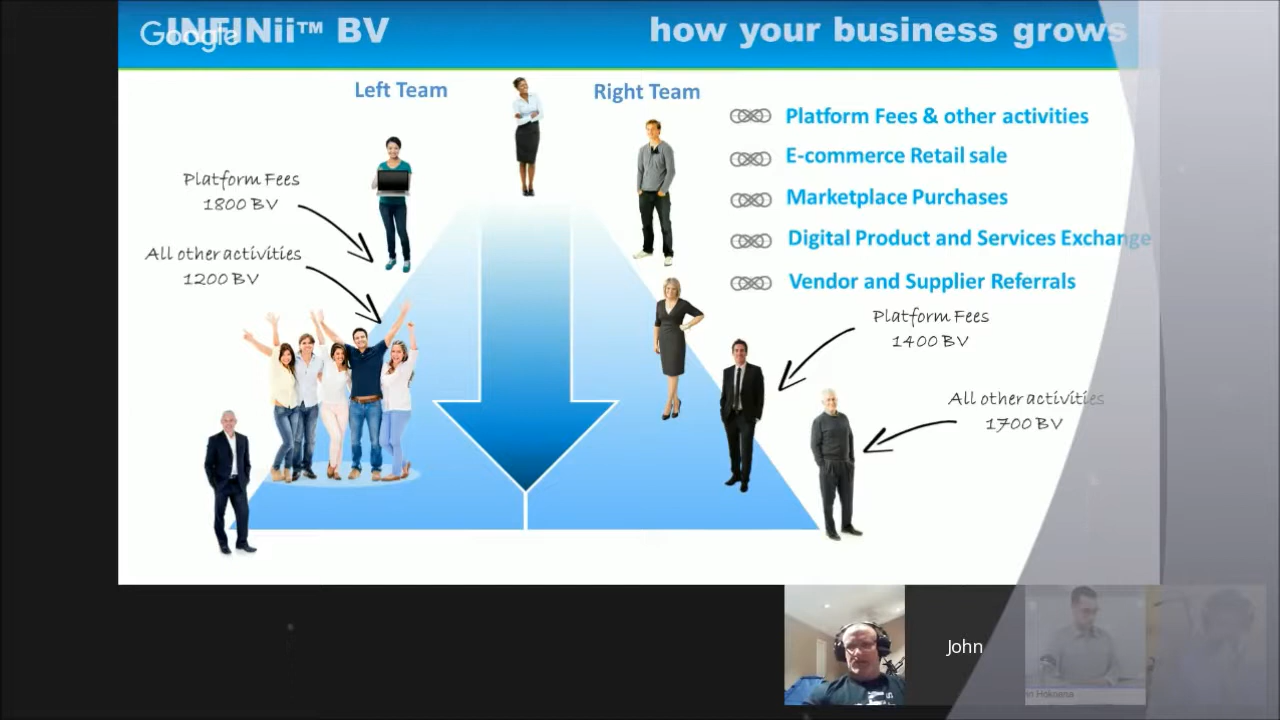 Google
INFINii™ BV
how your business grows
Left Team
Right Team
Platform Fees & other activities
E-commerce Retail sale
Marketplace Purchases
Digital Product and Services Exchange
Vendor and Supplier Referrals
Platform Fees
1800 BV
All other activities
1200 BV
Platform Fees
1400 BV
All other activities
1700 BV
John